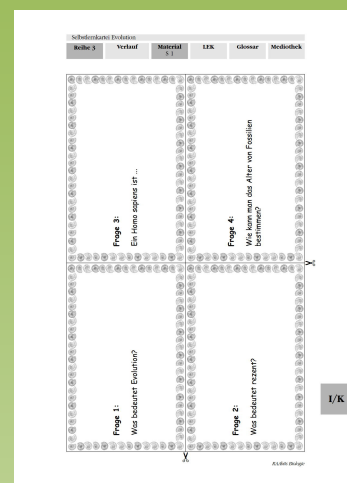 Selbstlernkartei Evolution
Reihe 3 Verlauf Material LEK Glossar Mediothek
S 1
Frage 1:
Was bedeutet Evolution?
Frage 2:
Was bedeutet rezent?
Frage 3:
Ein Homo sapiens ist ...
Frage 4:
Wie kann man das Alter von Fossilien
bestimmen?
I/K
RAAbits Biologie